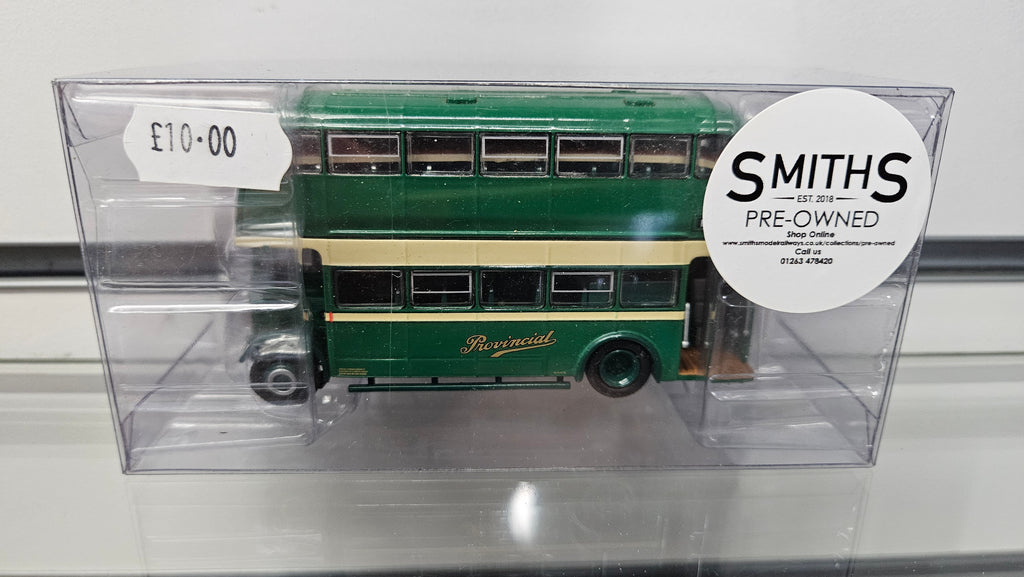 £10.00
SMITHS
EST. 2018
PRE-OWNED
Shop Online
www.smithsmodelrailways.co.uk/collections/pre-owned
Call us
01263 478420
Provincial